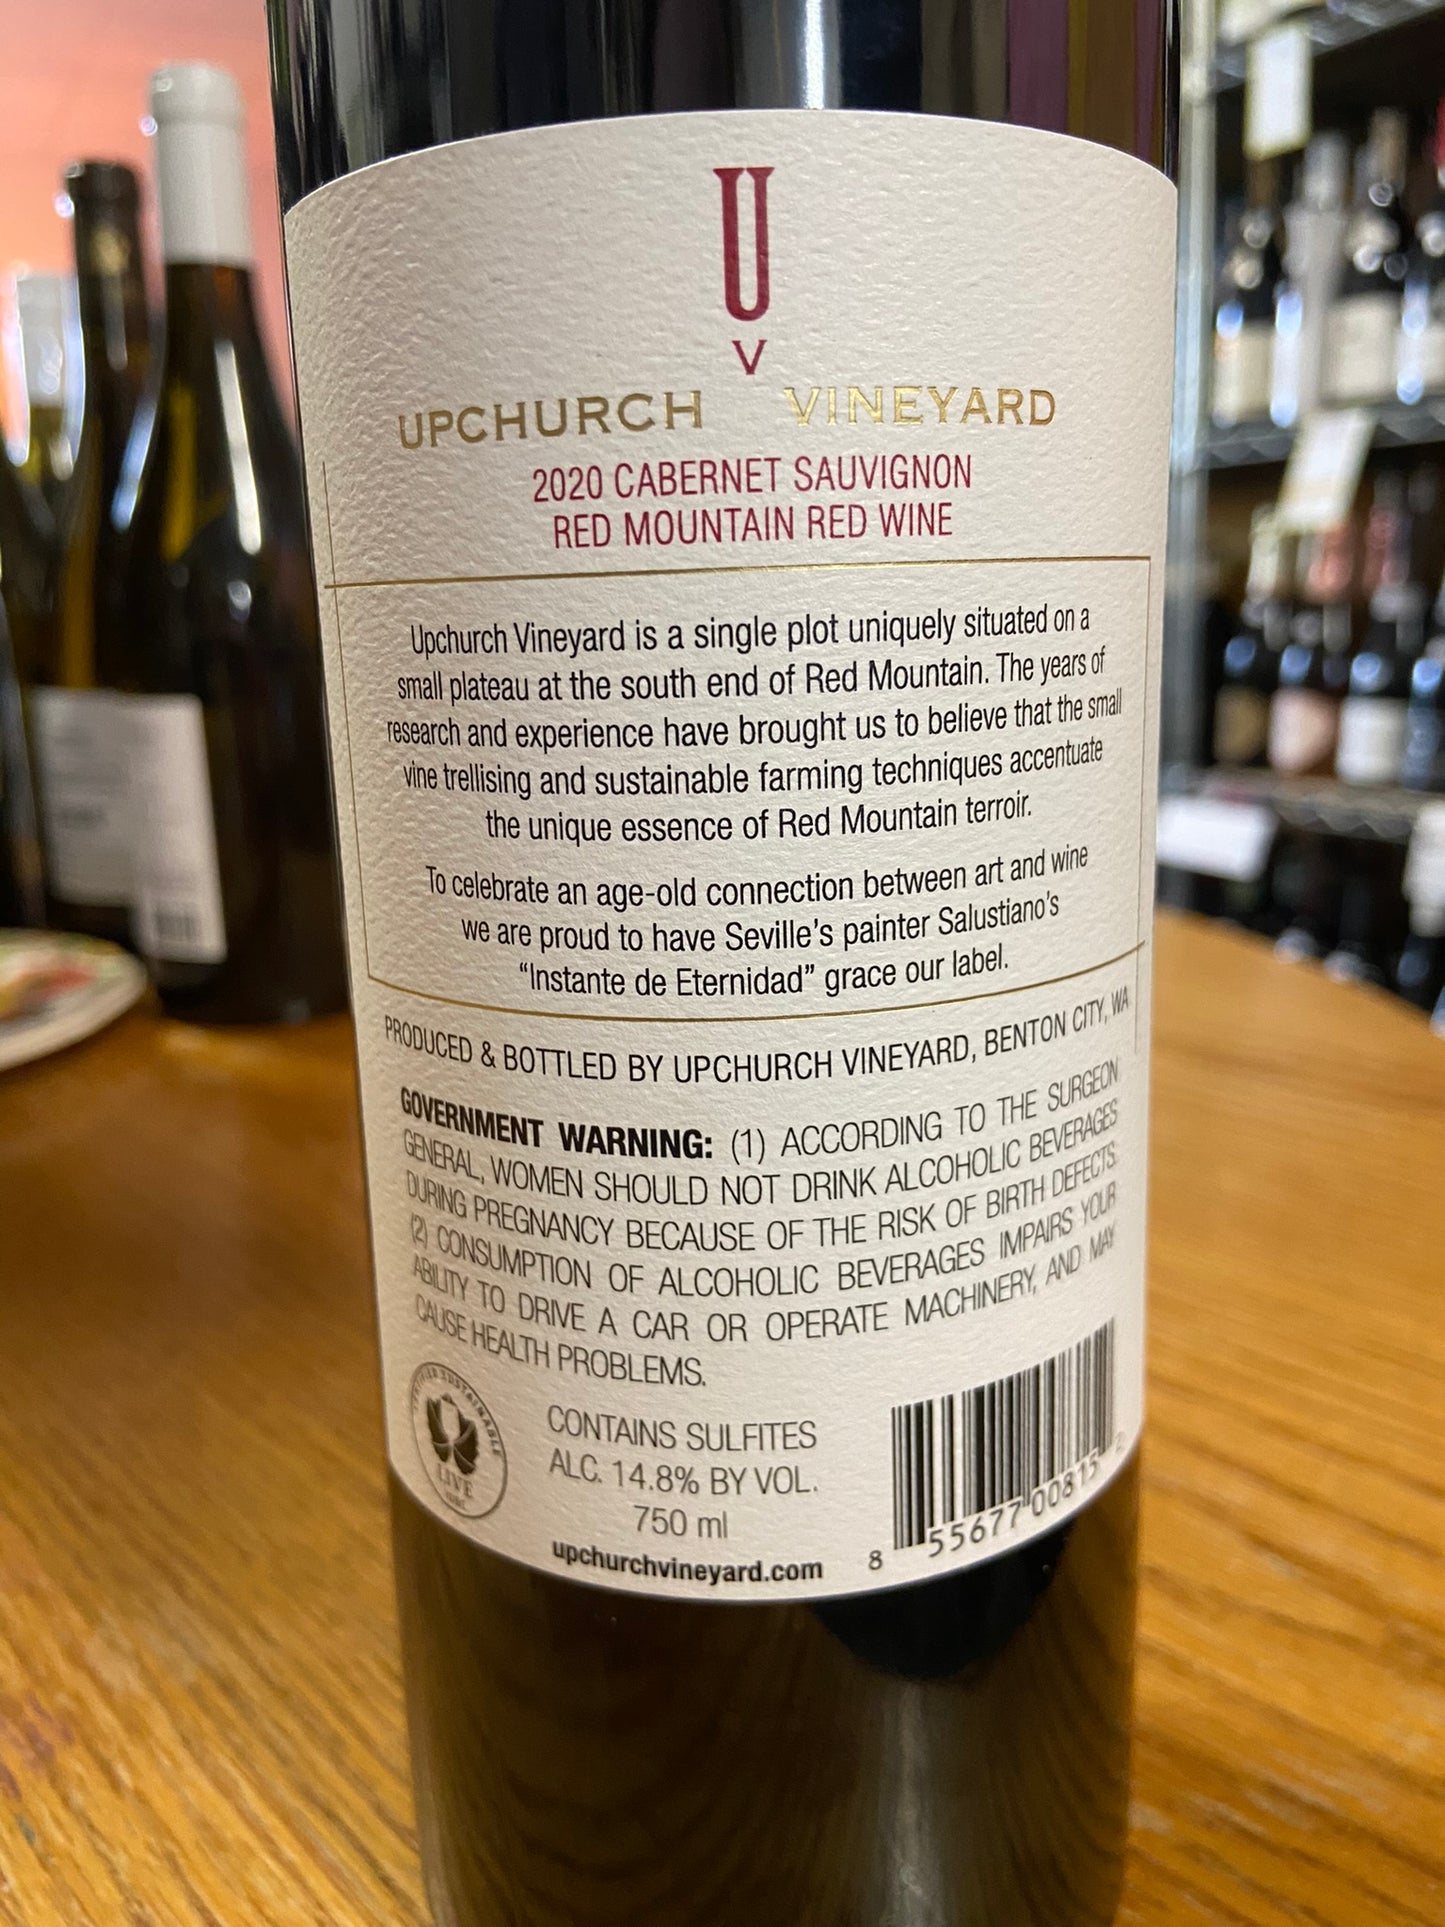 U
V
UPCHURCH VINEYARD
2020 CABERNET SAUVIGNON
RED MOUNTAIN RED WINE
Upchurch Vineyard is a single plot uniquely situated on a
small plateau at the south end of Red Mountain. The years of
research and experience have brought us to believe that the small
vine trellising and sustainable farming techniques accentuate
the unique essence of Red Mountain terroir.
To celebrate an age-old connection between art and wine
we are proud to have Seville's painter Salustiano's
“Instante de Eternidad” grace our label.
PRODUCED & BOTTLED BY UPCHURCH VINEYARD, BENTON CITY, WA
GOVERNMENT WARNING: (1) ACCORDING TO THE SURGEON
GENERAL, WOMEN SHOULD NOT DRINK ALCOHOLIC BEVERAGES
DURING PREGNANCY BECAUSE OF THE RISK OF BIRTH DEFECTS.
(2) CONSUMPTION OF ALCOHOLIC BEVERAGES IMPAIRS YOUR
ABILITY TO DRIVE A CAR OR OPERATE MACHINERY, AND MAY
CAUSE HEALTH PROBLEMS.
CERTIFIED SUSTAINABLE
LIVE
CONTAINS SULFITES
ALC. 14.8% BY VOL.
750 ml
upchurchvineyard.com
8 55677 00815 2